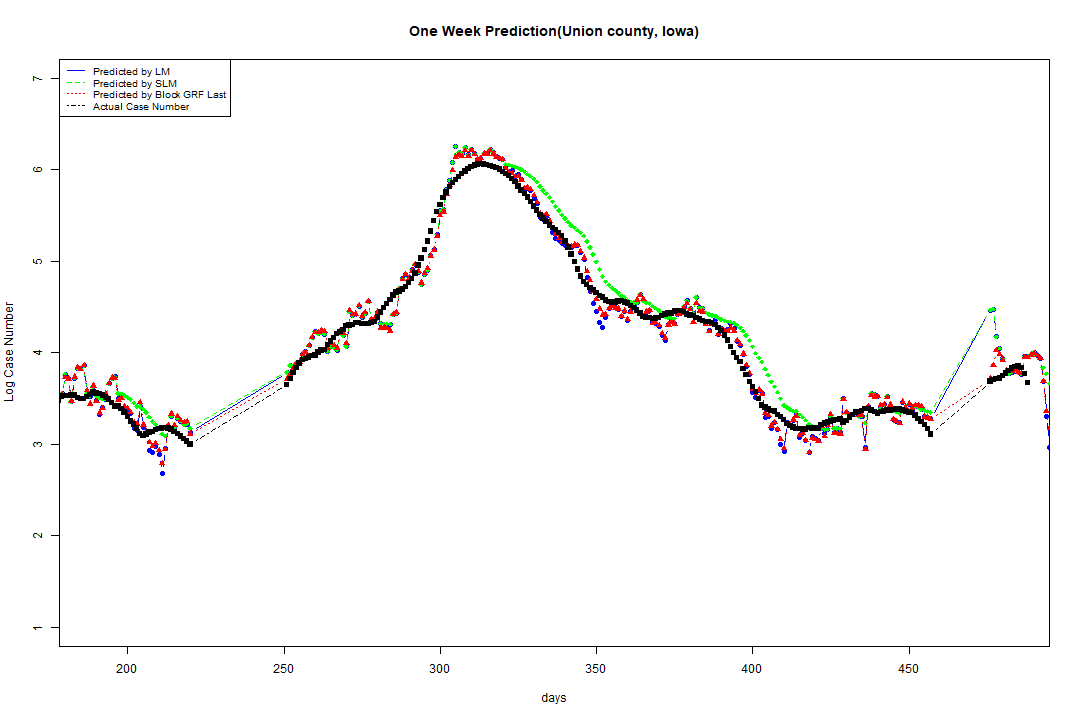 One Week Prediction(Union county, Iowa)
Predicted by LM
Predicted by SLM
Predicted by Block GRF Last
Actual Case Number
7
6
5
4
3
2
1
Log Case Number
200 250 300 350 400 450
days